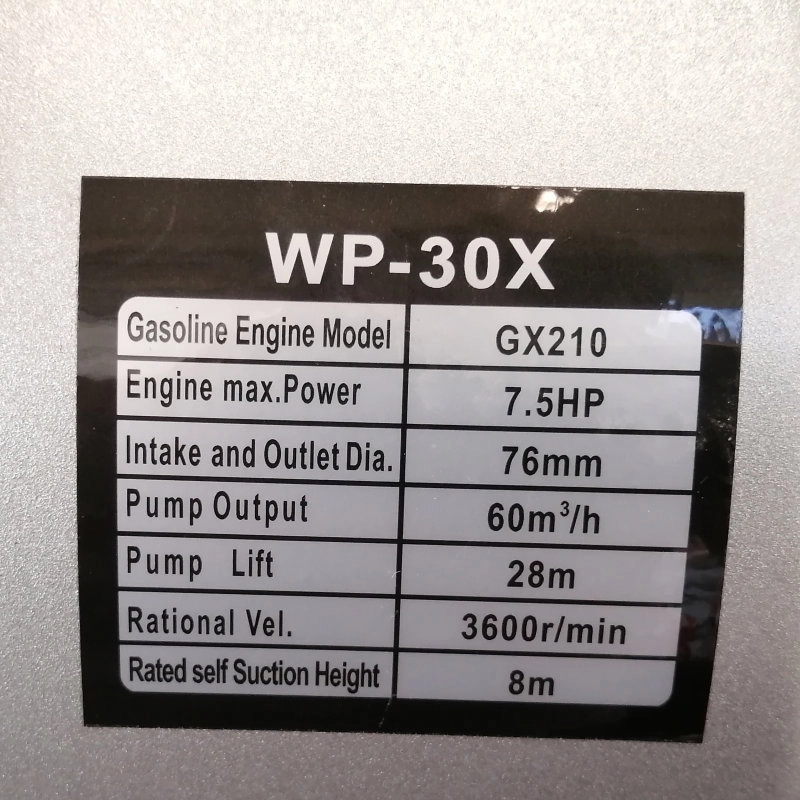 WP-30X
Gasoline Engine Model GX210
Engine max.Power 7.5HP
Intake and Outlet Dia. 76mm
Pump Output 60m³/h
Pump Lift 28m
Rational Vel. 3600r/min
Rated self Suction Height 8m